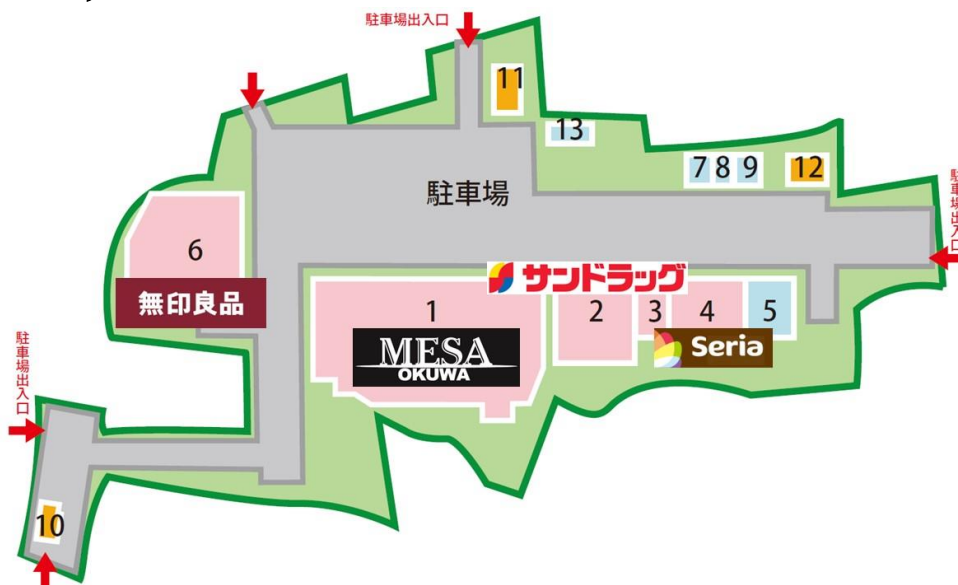 駐車場出入口
11
13
7 8 9 12
駐車場
駐車場出入口
6
無印良品
サンドラッグ
1
2
3
4
5
MESA
OKUWA
Seria
駐車場出入口
10